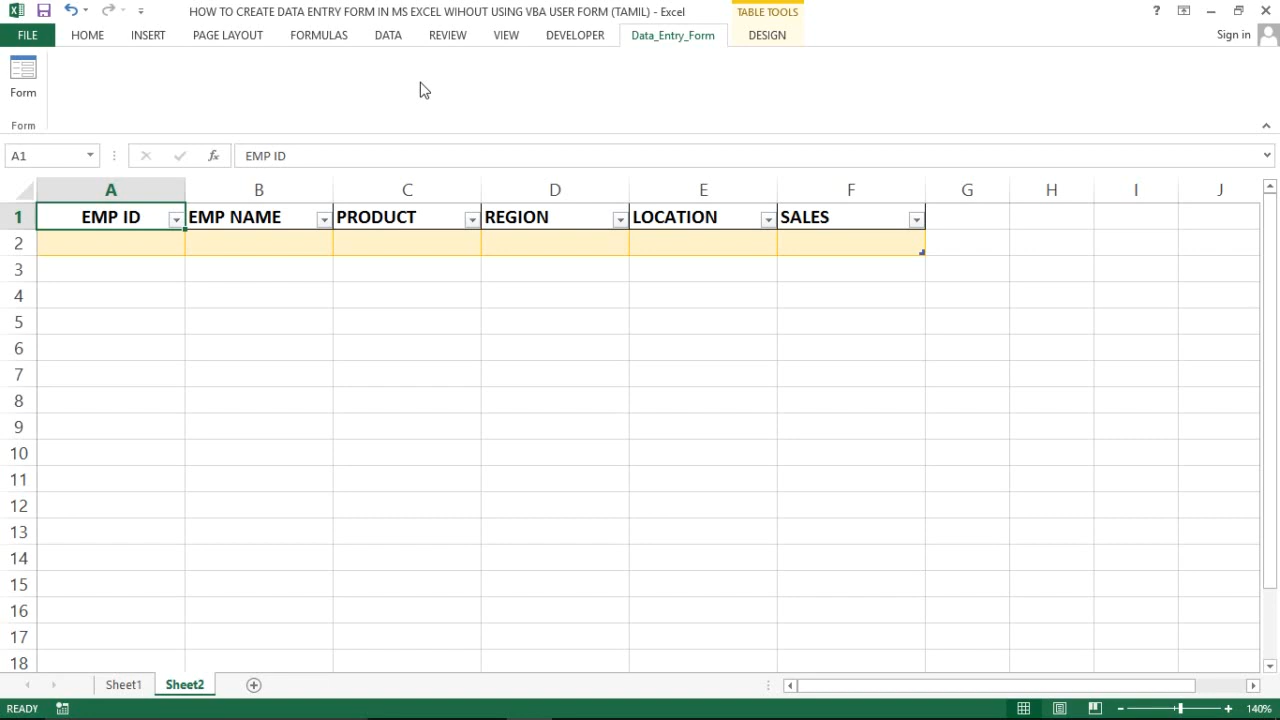 HOW TO CREATE DATA ENTRY FORM IN MS EXCEL WIHOUT USING VBA USER FORM (TAMIL) - Excel
TABLE TOOLS
?
FILE HOME INSERT PAGE LAYOUT FORMULAS DATA REVIEW VIEW DEVELOPER Data_Entry_Form DESIGN Sign in
Form
Form
A1 fx EMP ID
A B C D E F G H I J
1 EMP ID EMP NAME PRODUCT REGION LOCATION SALES
2
3
4
5
6
7
8
9
10
11
12
13
14
15
16
17
18
Sheet1 Sheet2
READY 140%